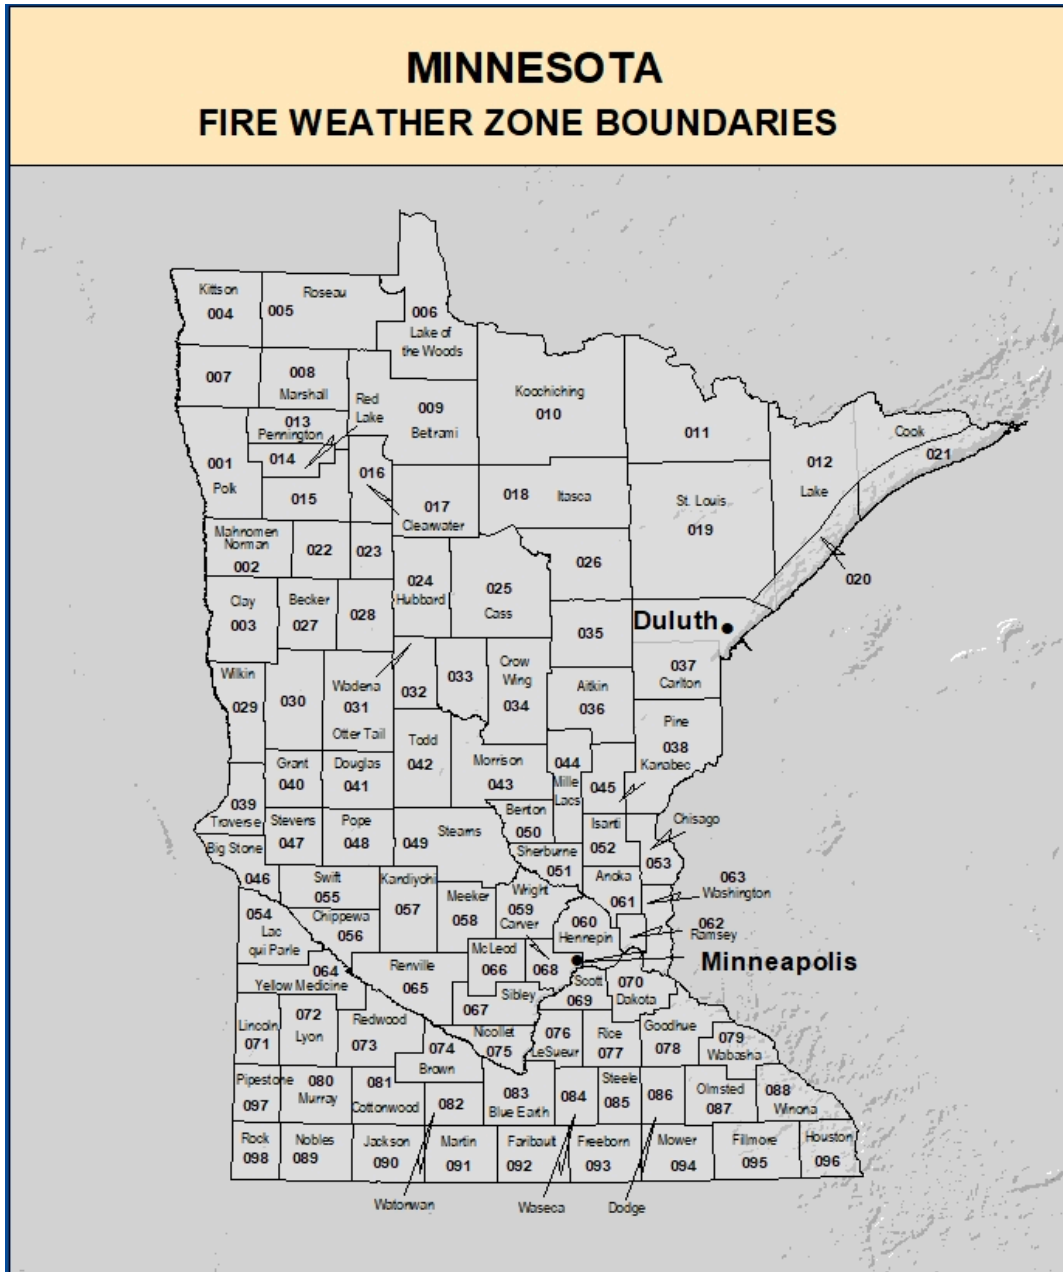 MINNESOTA
FIRE WEATHER ZONE BOUNDARIES
Kittson
004
005
Roseau
006
Lake of
the Woods
007
008
Marshall
Red
Lake
009
Beltrami
Koochiching
010
011
Cook
021
012
Lake
013
Pennington
014
001
Polk
015
016
017
Clearwater
018
Itasca
St. Louis
019
020
Mahnomen
Norman
002
022
023
024
Hubbard
025
Cass
026
Clay
003
Becker
027
028
035
Duluth
037
Carlton
Wilkin
029
030
Wadena
031
Otter Tail
032
033
Crow
Wing
034
Aitkin
036
Pine
038
Kanabec
Grant
040
Douglas
041
Todd
042
Morrison
043
044
Mille
Lacs
045
039
Traverse
Stevens
047
Pope
048
049
Stearns
Benton
050
Isanti
052
Chisago
053
Big Stone
046
Swift
055
Kandiyohi
057
Sherburne
051
Anoka
061
063
Washington
054
Lac
qui Parle
Chippewa
056
Meeker
058
Wright
059
Carver
060
Hennepin
062
Ramsey
064
Yellow Medicine
Renville
065
McLeod
066
068
Minneapolis
067
Sibley
Scott
069
070
Dakota
Lincoln
071
072
Lyon
Redwood
073
074
Brown
Nicollet
075
076
LeSueur
Rice
077
Goodhue
078
079
Wabasha
Pipestone
097
080
Murray
081
Cottonwood
082
083
Blue Earth
084
Steele
085
086
Olmsted
087
088
Winona
Rock
098
Nobles
089
Jackson
090
Martin
091
Faribault
092
Freeborn
093
Mower
094
Fillmore
095
Houston
096
Watonwan
Waseca
Dodge